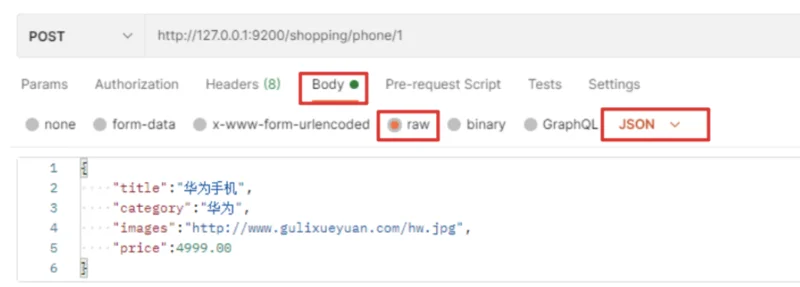 POST http://127.0.0.1:9200/shopping/phone/1
Params Authorization Headers (8) Body Pre-request Script Tests Settings
none form-data x-www-form-urlencoded raw binary GraphQL JSON
1 {
2 "title":"华为手机",
3 "category":"华为",
4 "images":"http://www.gulixueyuan.com/hw.jpg",
5 "price":4999.00
6 }